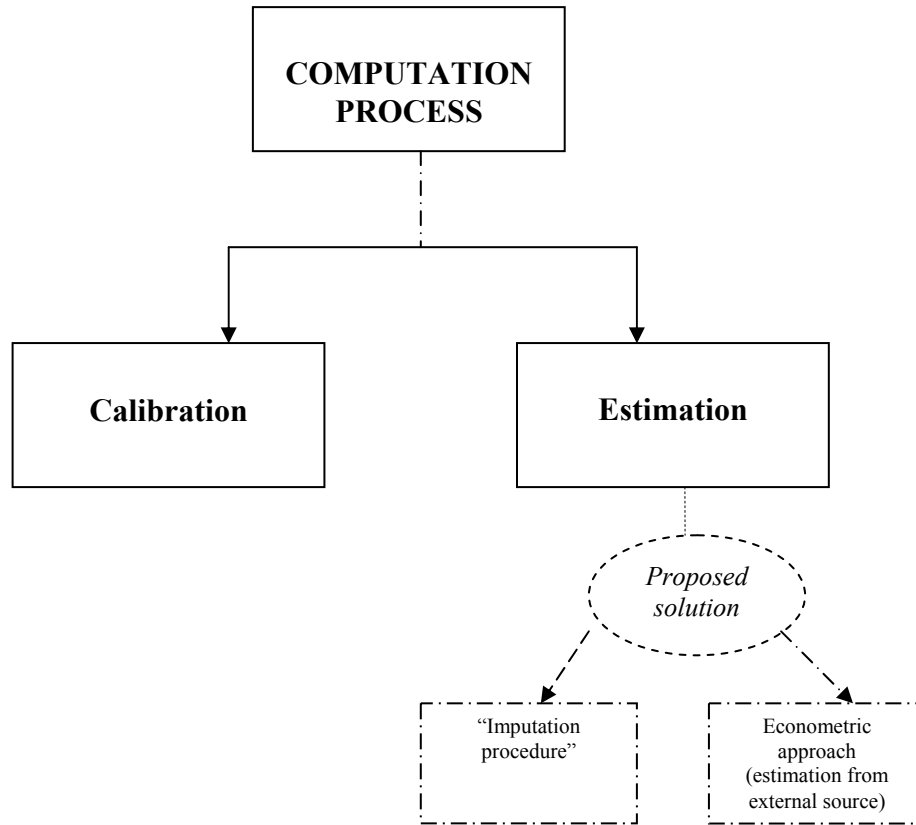 COMPUTATION
PROCESS
Calibration
Estimation
Proposed
solution
“Imputation
procedure”
Econometric
approach
(estimation from
external source)